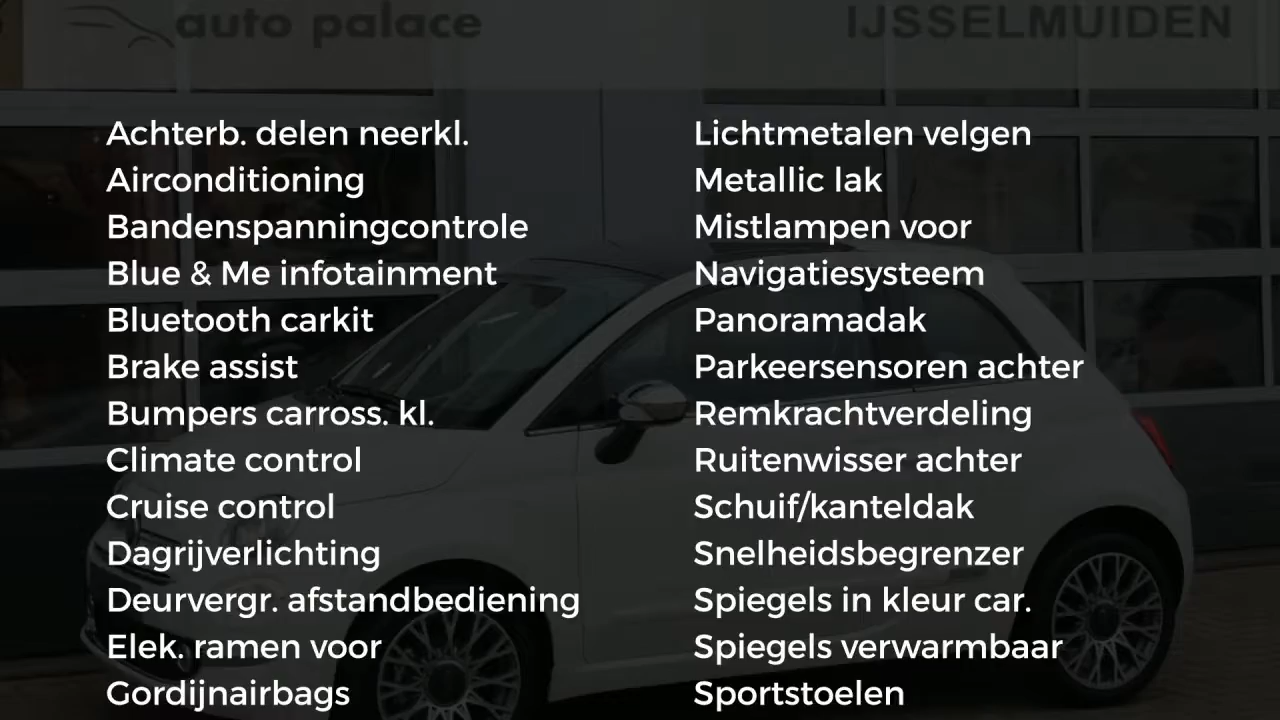 auto palace
IJSSELMUIDEN
Achterb. delen neerkl.
Airconditioning
Bandenspanningcontrole
Blue & Me infotainment
Bluetooth carkit
Brake assist
Bumpers carross. kl.
Climate control
Cruise control
Dagrijverlichting
Deurvergr. afstandbediening
Elek. ramen voor
Gordijnairbags
Lichtmetalen velgen
Metallic lak
Mistlampen voor
Navigatiesysteem
Panoramadak
Parkeersensoren achter
Remkrachtverdeling
Ruitenwisser achter
Schuif/kanteldak
Snelheidsbegrenzer
Spiegels in kleur car.
Spiegels verwarmbaar
Sportstoelen